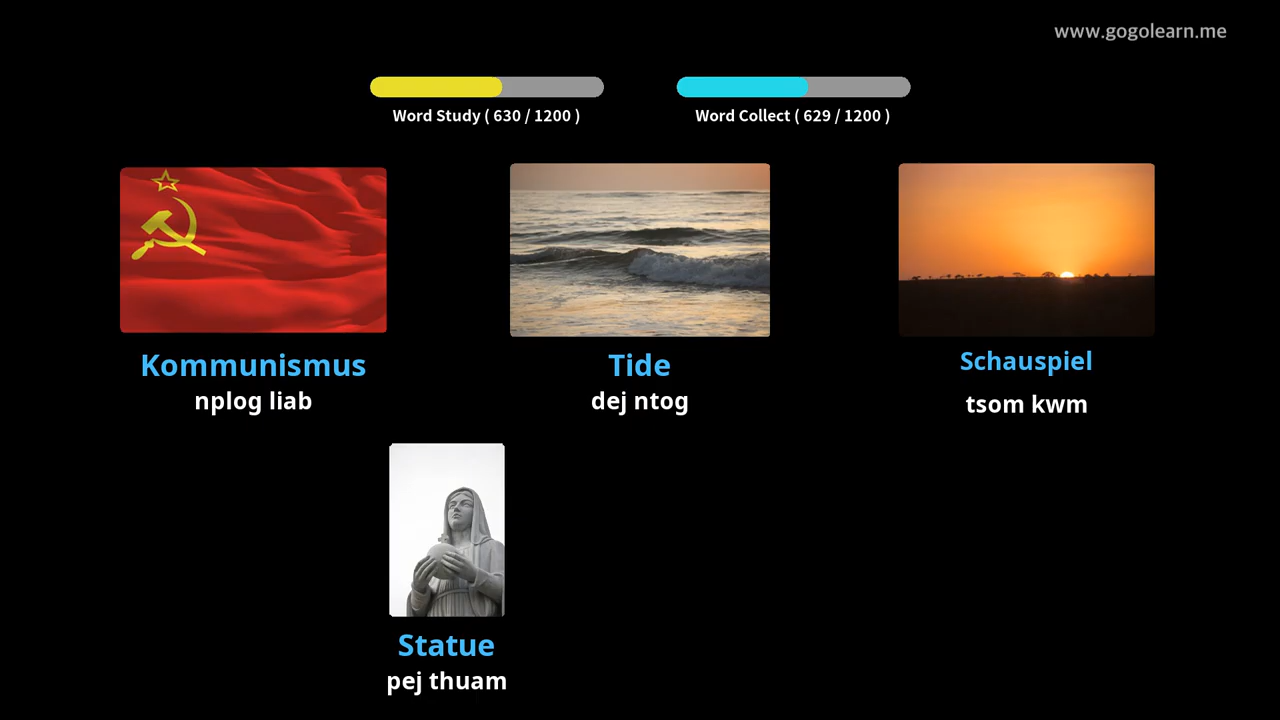 www.gogolearn.me
Word Study ( 630 / 1200 )
Word Collect ( 629 / 1200 )
Kommunismus
nplog liab
Tide
dej ntog
Schauspiel
tsom kwm
Statue
pej thuam